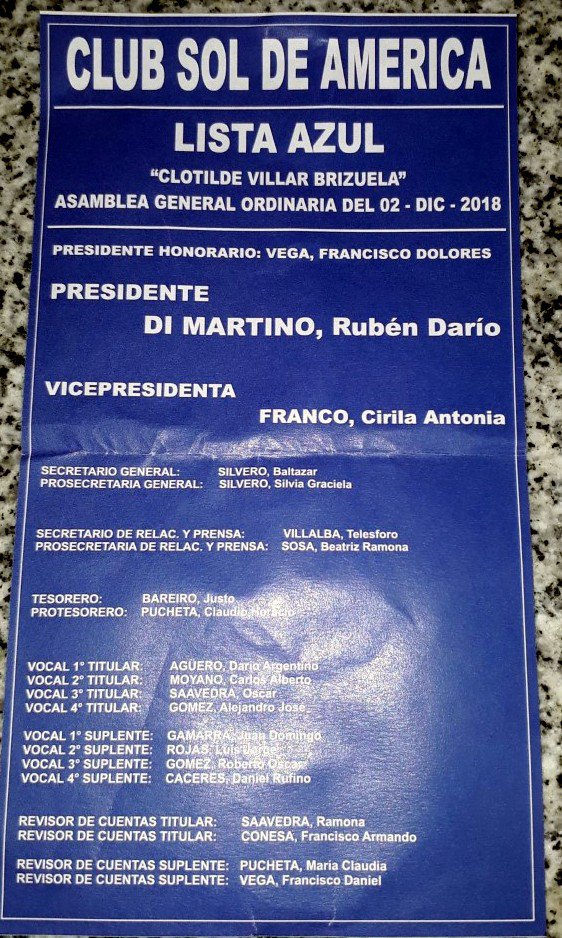 CLUB SOL DE AMERICA
LISTA AZUL
“CLOTILDE VILLAR BRIZUELA”
ASAMBLEA GENERAL ORDINARIA DEL 02 - DIC - 2018
PRESIDENTE HONORARIO: VEGA, FRANCISCO DOLORES
PRESIDENTE
DI MARTINO, Rubén Darío
VICEPRESIDENTA
FRANCO, Cirila Antonia
SECRETARIO GENERAL: SILVERO, Baltazar
PROSECRETARIA GENERAL: SILVERO, Silvia Graciela
SECRETARIO DE RELAC. Y PRENSA: VILLALBA, Telesforo
PROSECRETARIA DE RELAC. Y PRENSA: SOSA, Beatriz Ramona
TESORERO: BAREIRO, Justo
PROTESORERO: PUCHETA, Claudio Horacio
VOCAL 1° TITULAR: AGÜERO, Darío Argentino
VOCAL 2° TITULAR: MOYANO, Carlos Alberto
VOCAL 3° TITULAR: SAAVEDRA, Oscar
VOCAL 4° TITULAR: GOMEZ, Alejandro José
VOCAL 1° SUPLENTE: GAMARRA, Juan Domingo
VOCAL 2° SUPLENTE: ROJAS, Luis
VOCAL 3° SUPLENTE: GOMEZ, Roberto Oscar
VOCAL 4° SUPLENTE: CACERES, Daniel Rufino
REVISOR DE CUENTAS TITULAR: SAAVEDRA, Ramona
REVISOR DE CUENTAS TITULAR: CONESA, Francisco Armando
REVISOR DE CUENTAS SUPLENTE: PUCHETA, María Claudia
REVISOR DE CUENTAS SUPLENTE: VEGA, Francisco Daniel